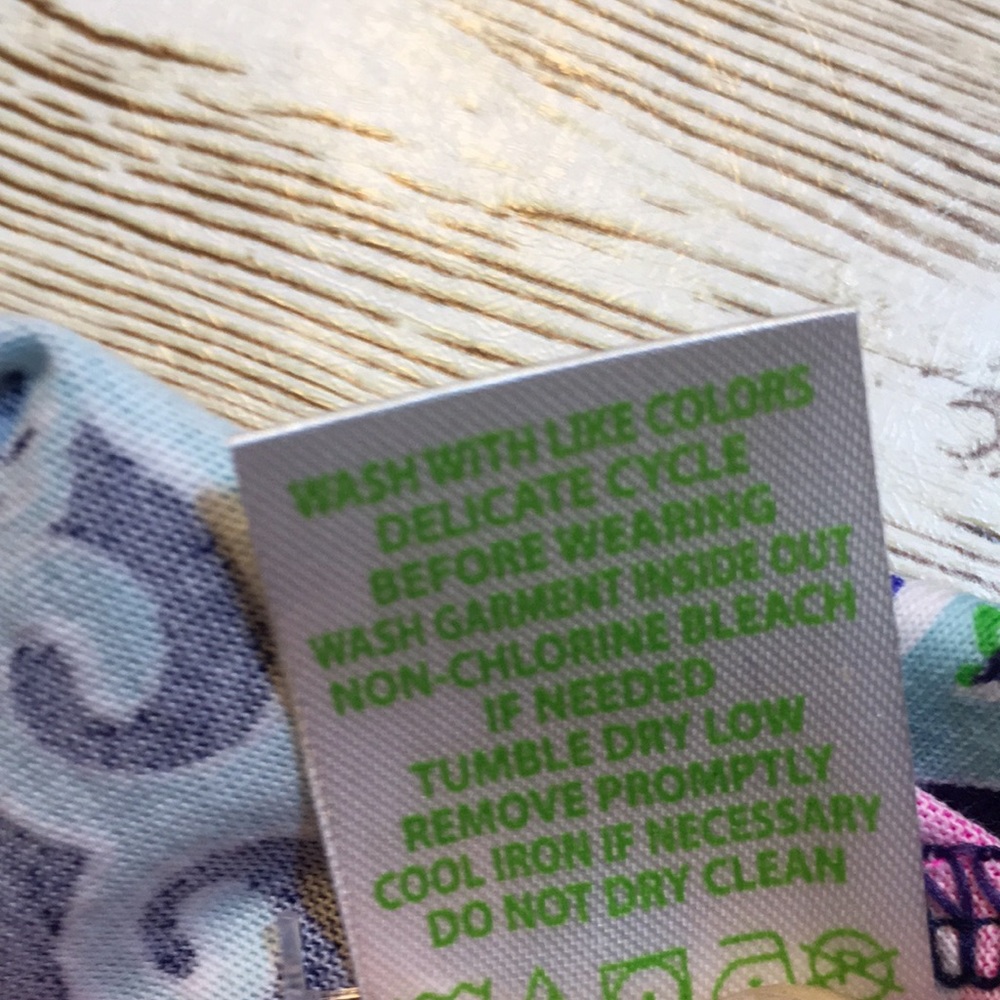 WASH WITH LIKE COLORS
DELICATE CYCLE
BEFORE WEARING
WASH GARMENT INSIDE OUT
NON-CHLORINE BLEACH
IF NEEDED
TUMBLE DRY LOW
REMOVE PROMPTLY
COOL IRON IF NECESSARY
DO NOT DRY CLEAN